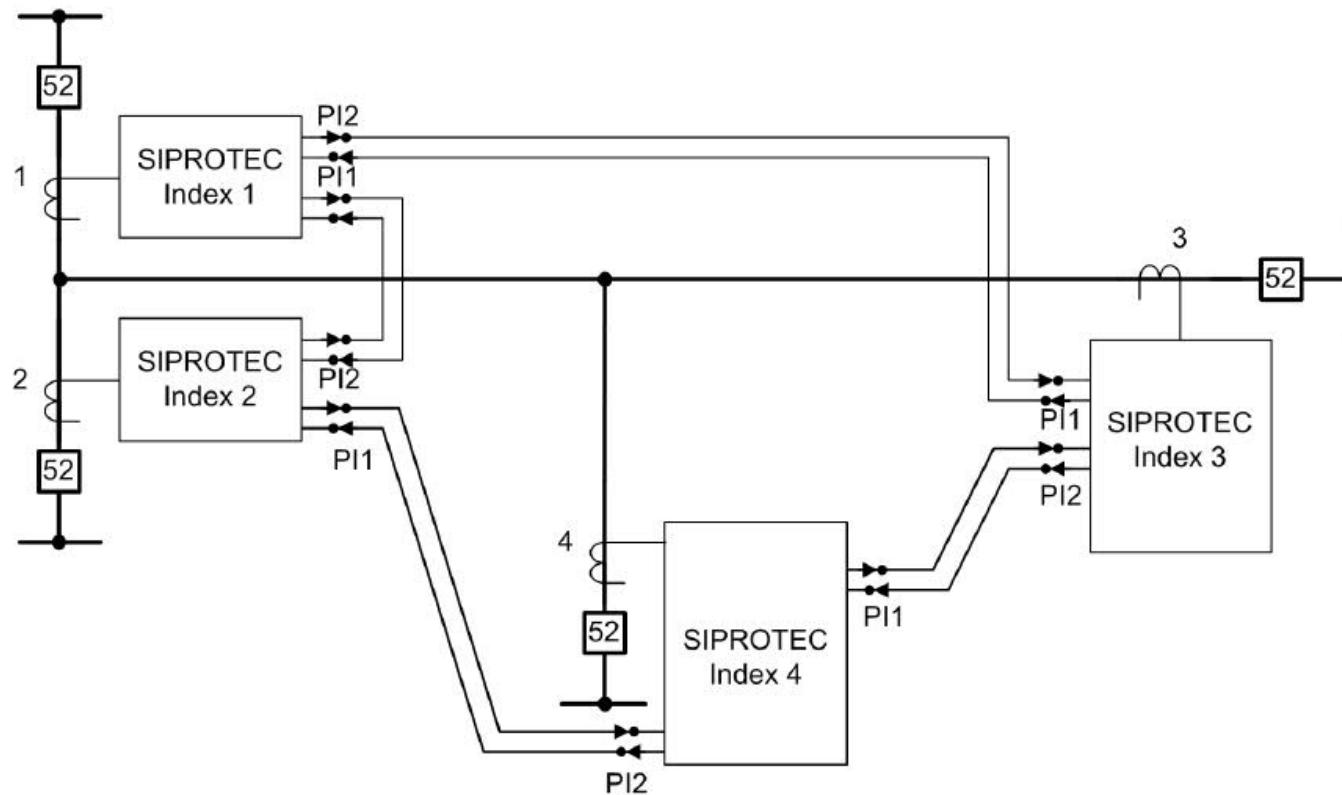 52
PI2
SIPROTEC
Index 1
1
PI1
3
52
SIPROTEC
Index 2
2
PI2
PI1
52
PI1
SIPROTEC
Index 3
PI2
4
52
SIPROTEC
Index 4
PI1
PI2